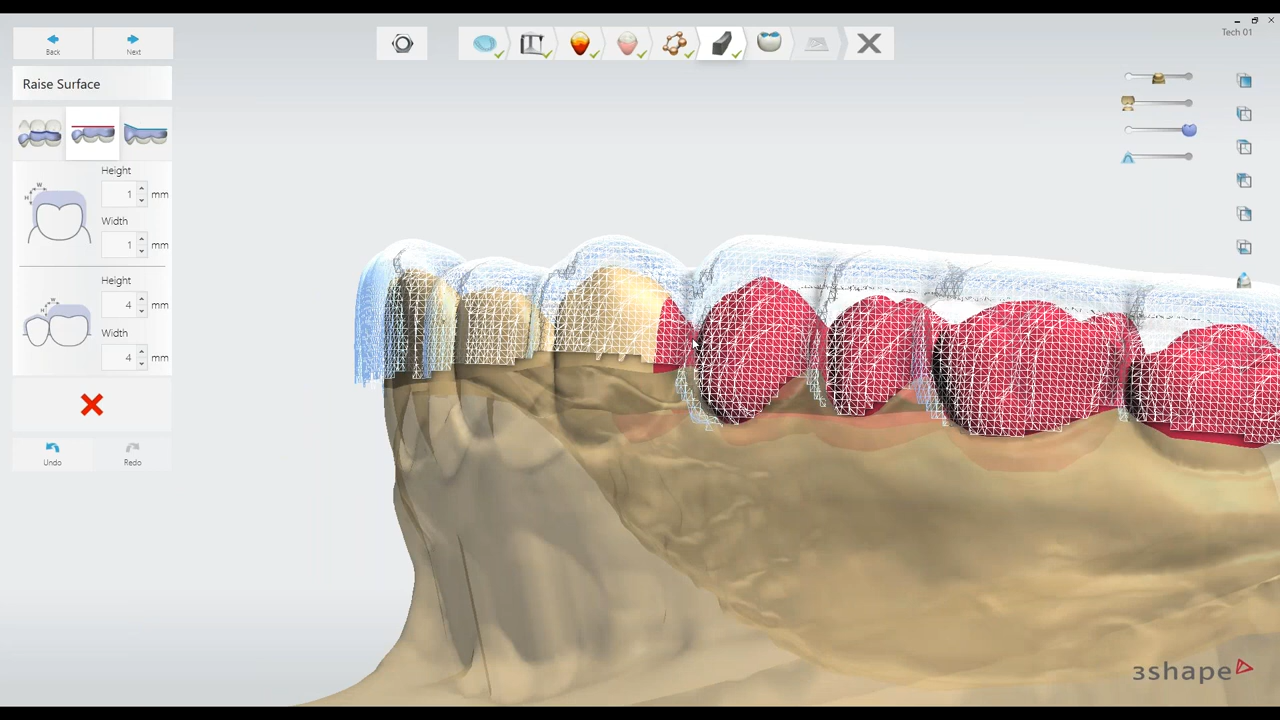 Tech 01
Back
Next
Raise Surface
Height
W
H
1 mm
Width
1 mm
Height
4 mm
Width
4 mm
Undo
Redo
3shape